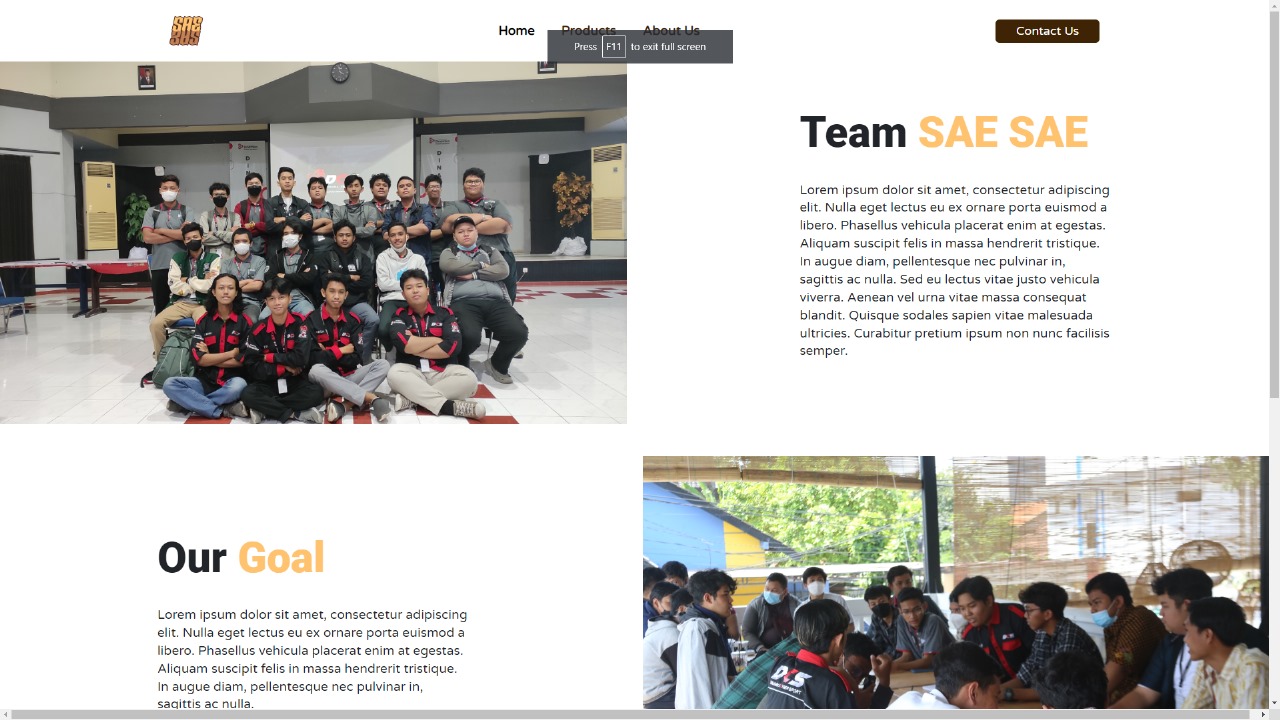 SAE
SAE
Home
Products
About Us
Contact Us
Press F11 to exit full screen
Team SAE SAE
Lorem ipsum dolor sit amet, consectetur adipiscing
elit. Nulla eget lectus eu ex ornare porta euismod a
libero. Phasellus vehicula placerat enim at egestas.
Aliquam suscipit felis in massa hendrerit tristique.
In augue diam, pellentesque nec pulvinar in,
sagittis ac nulla. Sed eu lectus vitae justo vehicula
viverra. Aenean vel urna vitae massa consequat
blandit. Quisque sodales sapien vitae malesuada
ultricies. Curabitur pretium ipsum non nunc facilisis
semper.
Our Goal
Lorem ipsum dolor sit amet, consectetur adipiscing
elit. Nulla eget lectus eu ex ornare porta euismod a
libero. Phasellus vehicula placerat enim at egestas.
Aliquam suscipit felis in massa hendrerit tristique.
In augue diam, pellentesque nec pulvinar in,
sagittis ac nulla.